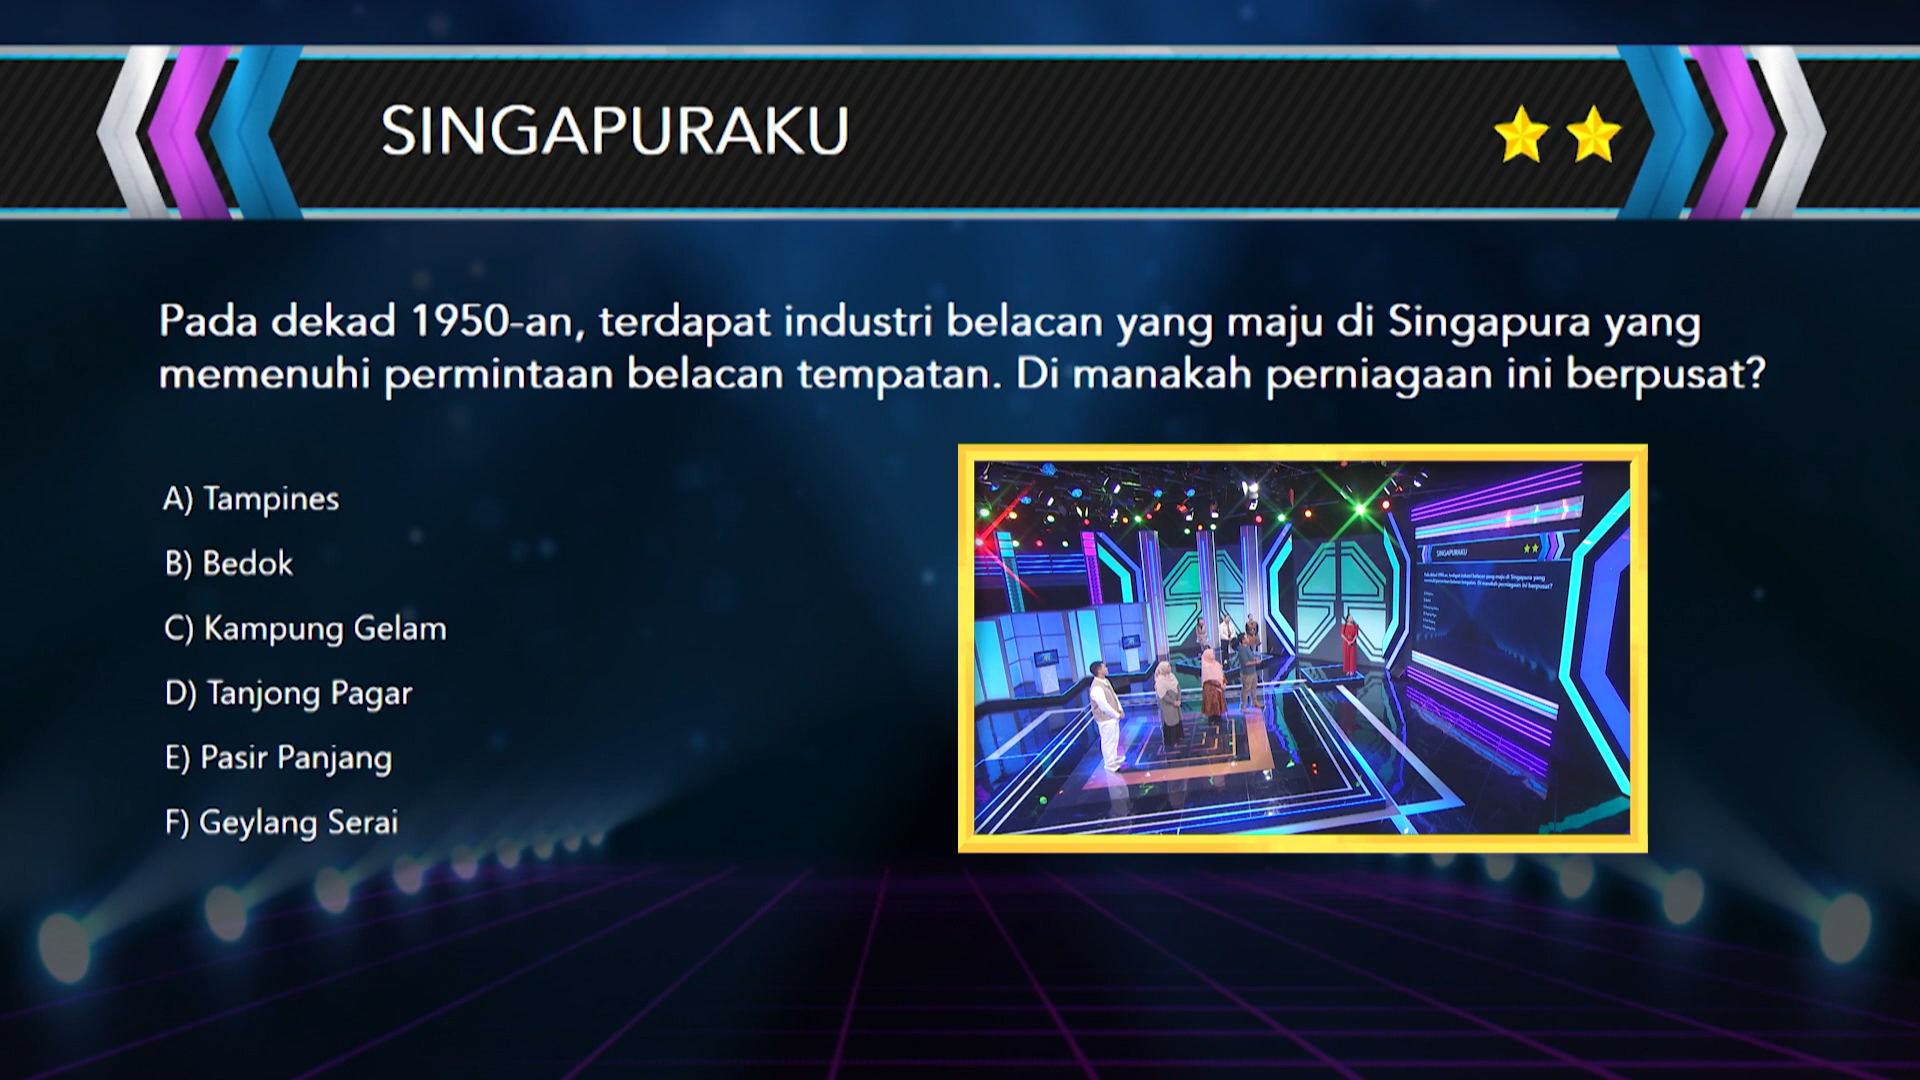 SINGAPURAKU
Pada dekad 1950-an, terdapat industri belacan yang maju di Singapura yang
memenuhi permintaan belacan tempatan. Di manakah perniagaan ini berpusat?
A) Tampines
B) Bedok
C) Kampung Gelam
D) Tanjong Pagar
E) Pasir Panjang
F) Geylang Serai
SINGAPURAKU